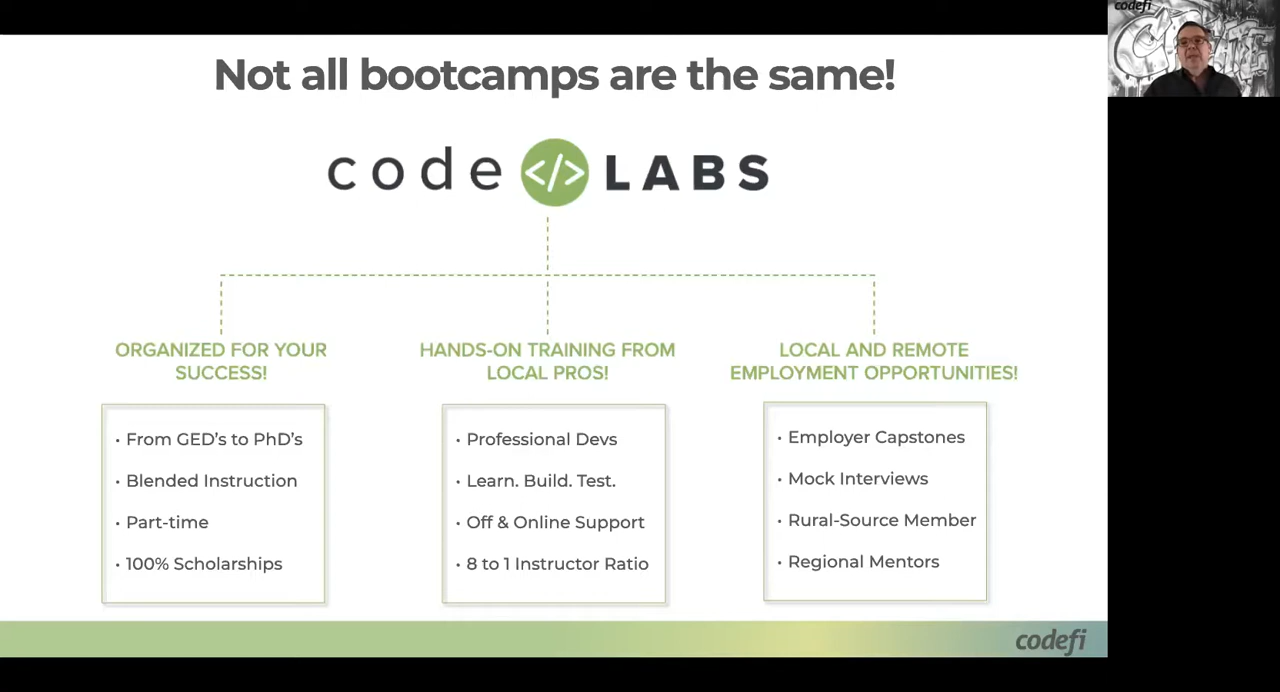 Not all bootcamps are the same!
code </> LABS
ORGANIZED FOR YOUR
SUCCESS!
• From GED's to PhD's
• Blended Instruction
• Part-time
• 100% Scholarships
HANDS-ON TRAINING FROM
LOCAL PROS!
• Professional Devs
• Learn. Build. Test.
• Off & Online Support
• 8 to 1 Instructor Ratio
LOCAL AND REMOTE
EMPLOYMENT OPPORTUNITIES!
• Employer Capstones
• Mock Interviews
• Rural-Source Member
• Regional Mentors
codefi
codefi